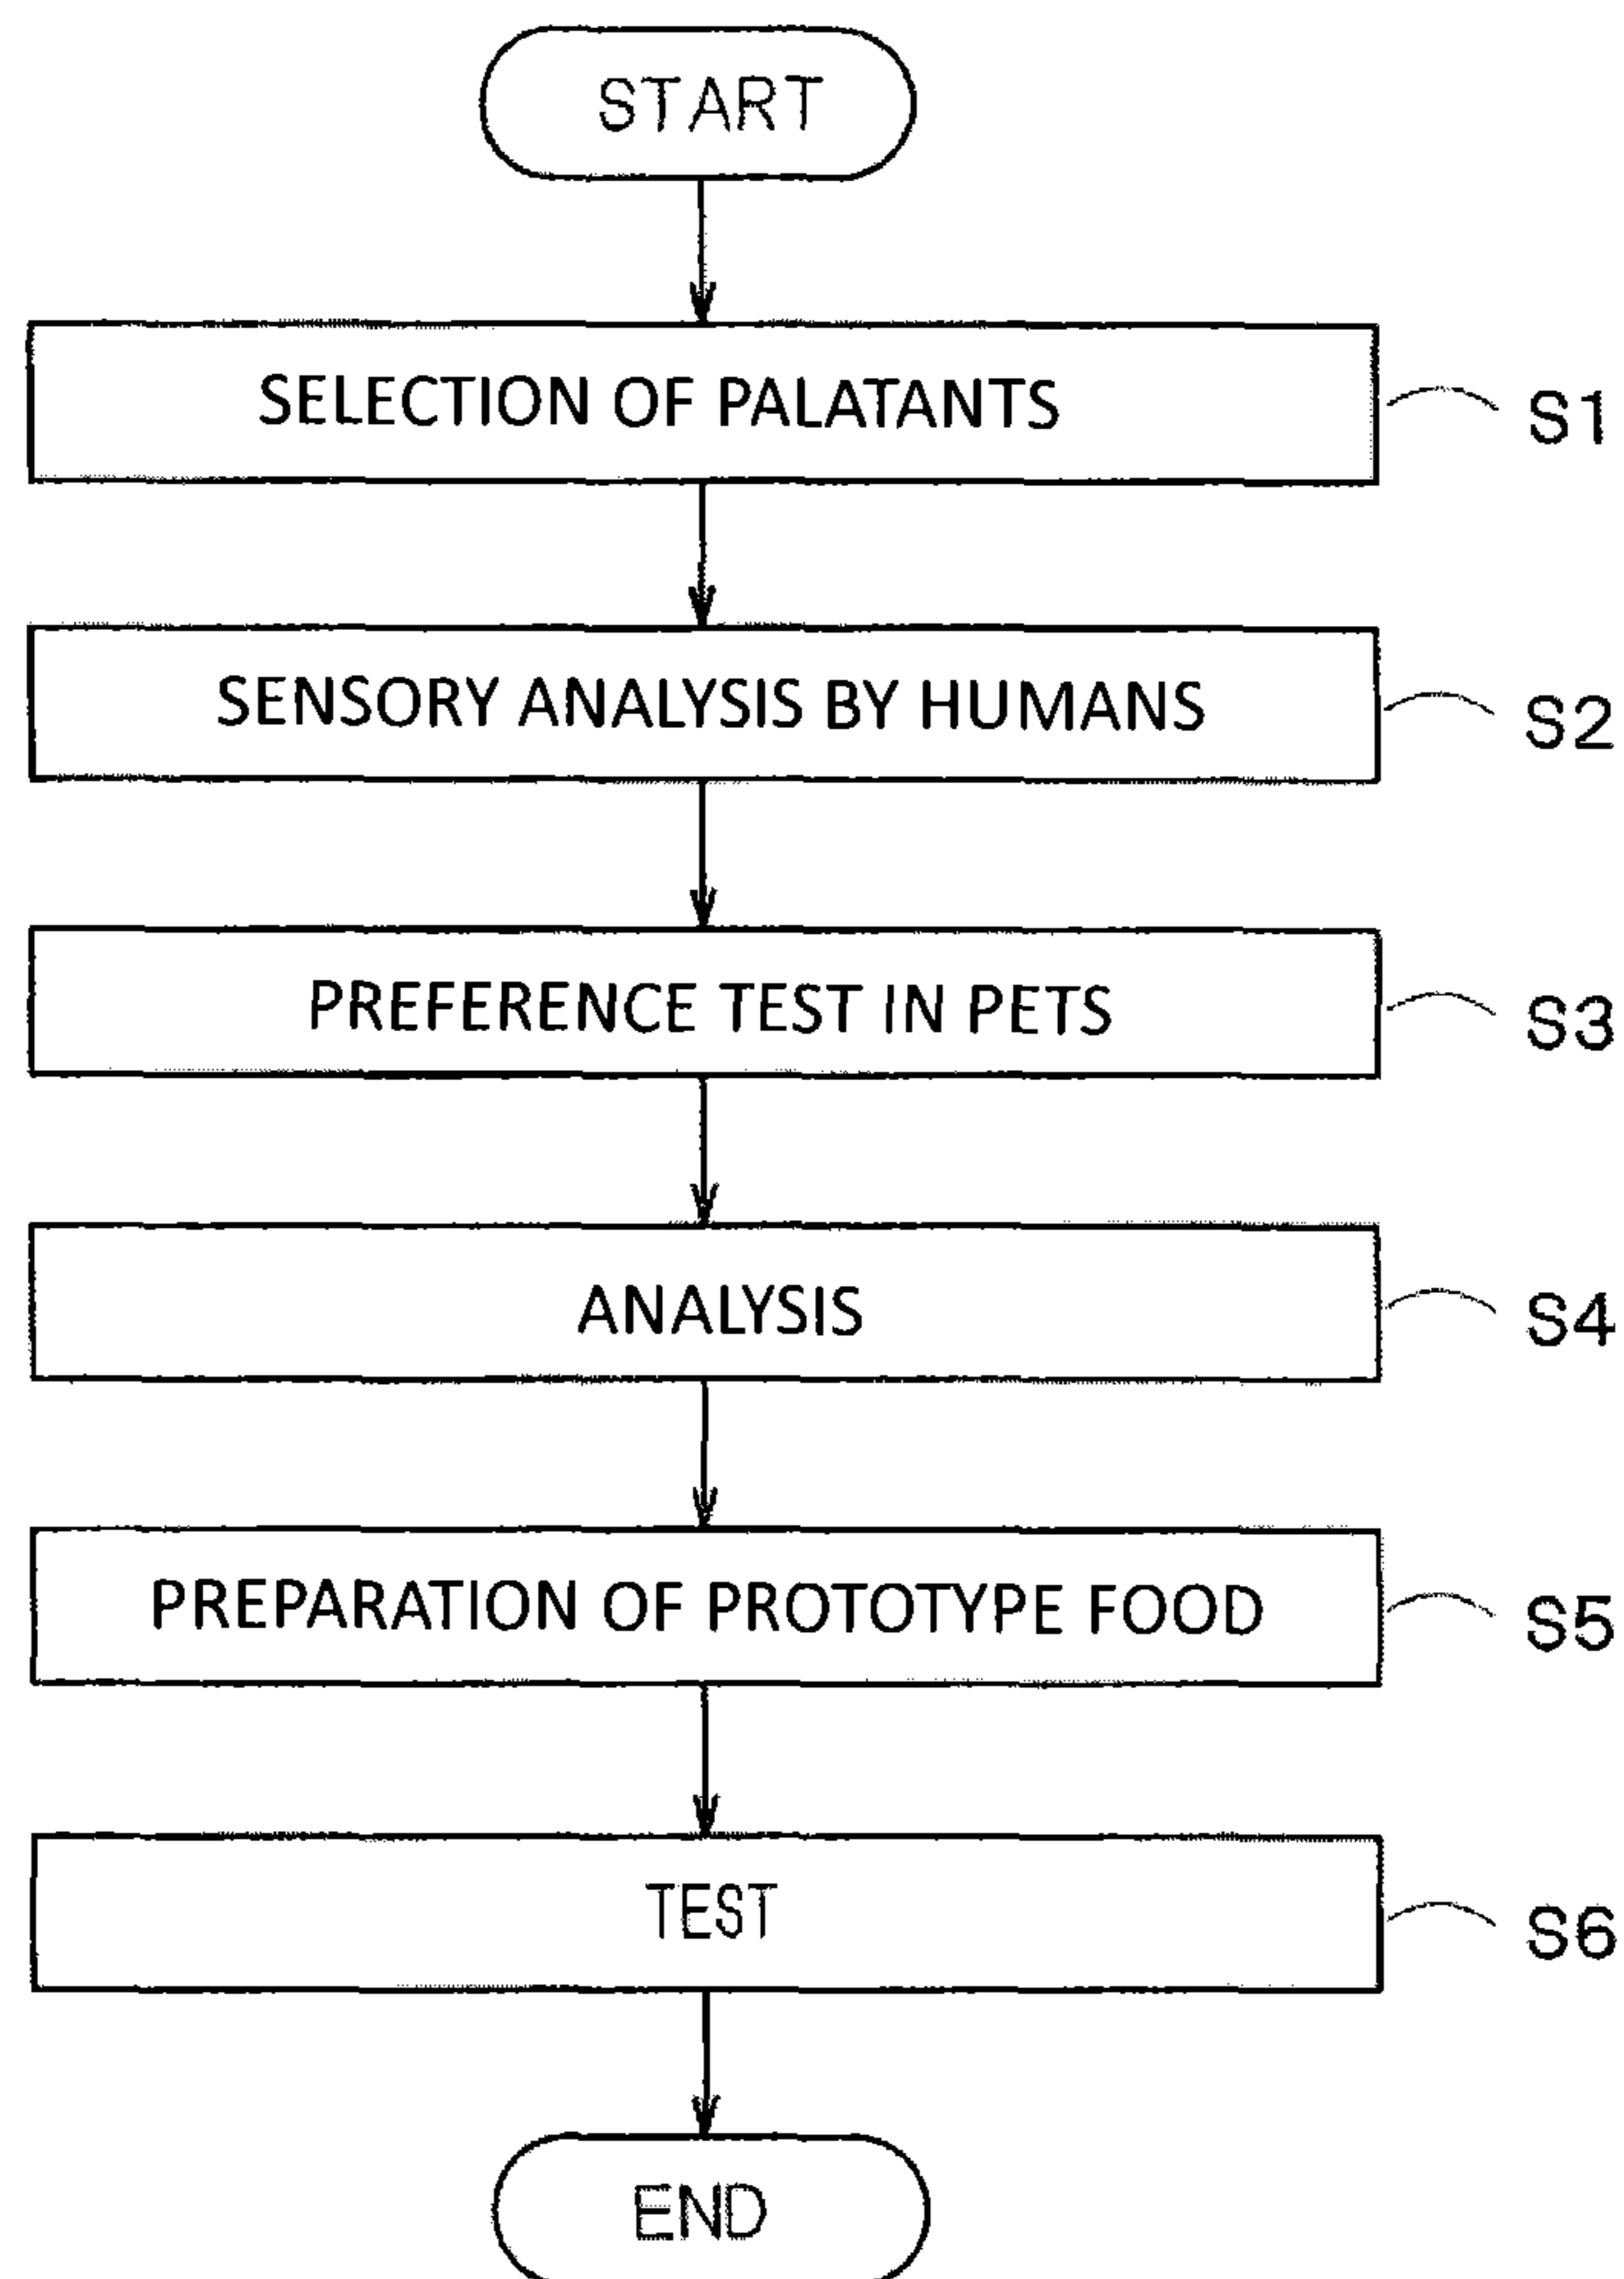 START
SELECTION OF PALATANTS
S1
SENSORY ANALYSIS BY HUMANS
S2
PREFERENCE TEST IN PETS
S3
ANALYSIS
S4
PREPARATION OF PROTOTYPE FOOD
S5
TEST
S6
END